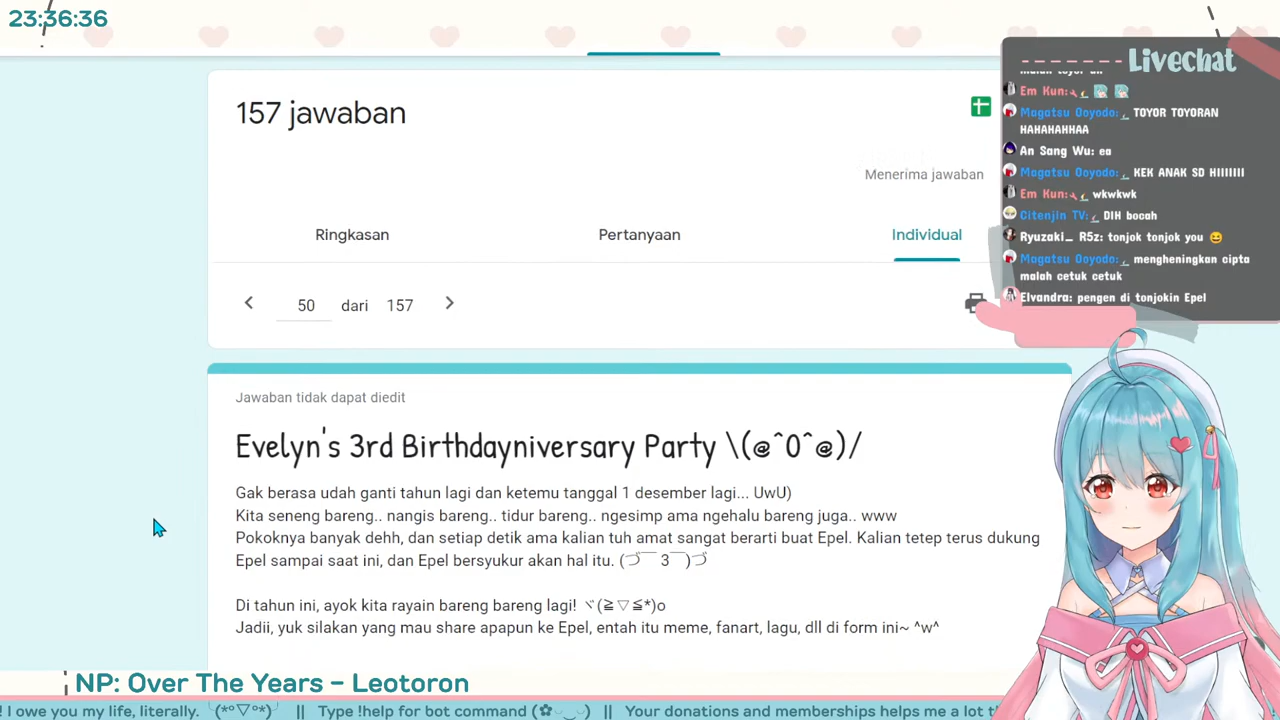 23:36:36
157 jawaban
Menerima jawaban
Ringkasan
Pertanyaan
Individual
50 dari 157
Jawaban tidak dapat diedit
Evelyn's 3rd Birthdayniversary Party \(@^0^@)/
Gak berasa udah ganti tahun lagi dan ketemu tanggal 1 desember lagi... UwU)
Kita seneng bareng.. nangis bareng.. tidur bareng.. ngesimp ama ngehalu bareng juga.. www
Pokoknya banyak dehh, dan setiap detik ama kalian tuh amat sangat berarti buat Epel. Kalian tetep terus dukung
Epel sampai saat ini, dan Epel bersyukur akan hal itu. (づ￣ 3￣)づ
Di tahun ini, ayok kita rayain bareng bareng lagi! ヾ(≧▽≦*)o
Jadii, yuk silakan yang mau share apapun ke Epel, entah itu meme, fanart, lagu, dll di form ini~ ^w^
Livechat
Em Kun:
Magatsu Ooyodo: TOYOR TOYORAN
HAHAHAHHAA
An Sang Wu: ea
Magatsu Ooyodo: KEK ANAK SD HIIIIIII
Em Kun: wkwkwk
Citenjin TV: DIH bocah
Ryuzaki_ R5z: tonjok tonjok you 😆
Magatsu Ooyodo: mengheningkan cipta
malah cetuk cetuk
Elvandra: pengen di tonjokin Epel
NP: Over The Years – Leotoron
! I owe you my life, literally. ╰(*°▽°*)╯ || Type !help for bot command (✿◡‿◡) || Your donations and memberships helps me a lot